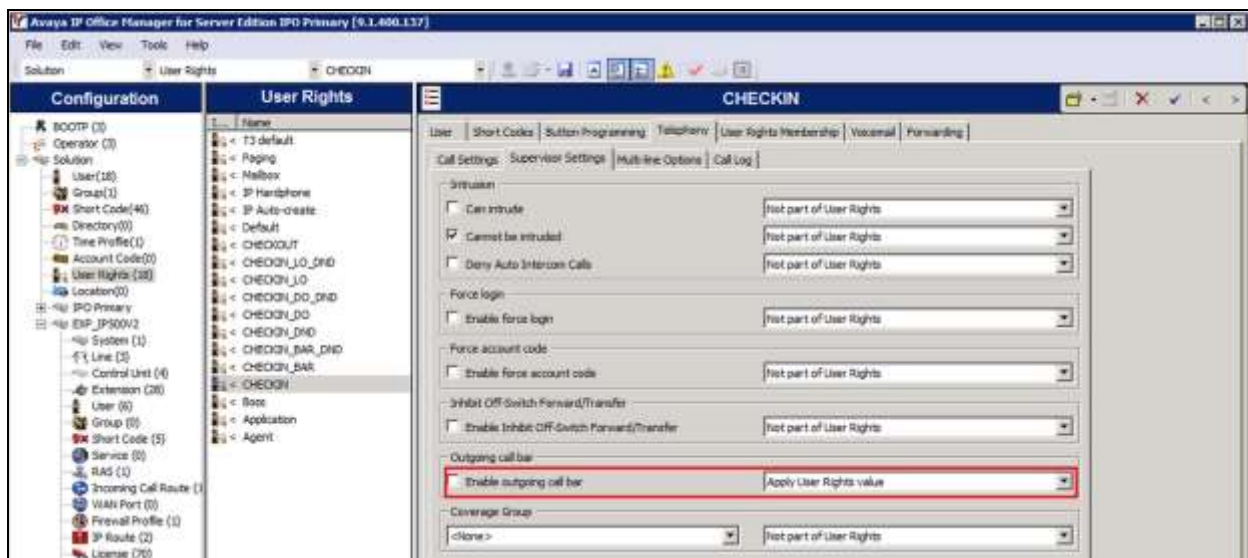 Avaya IP Office Manager for Server Edition IPO Primary [9.1.400.137]
File Edit View Tools Help
Solution User Rights CHECKIN
Configuration
BOOTP (3)
Operator (3)
Solution
User(18)
Group(1)
Short Code(46)
Directory(0)
Time Profile(1)
Account Code(0)
User Rights (18)
Location(0)
IPO Primary
EXP_IP500V2
System (1)
Line (3)
Control Unit (4)
Extension (28)
User (6)
Group (0)
Short Code (5)
Service (0)
RAS (1)
Incoming Call Route (
WAN Port (0)
Firewall Profile (1)
IP Route (2)
License (70)
User Rights
Name
T3 default
Paging
Mailbox
IP Hardphone
IP Auto-create
Default
CHECKOUT
CHECKIN_LO_DND
CHECKIN_LO
CHECKIN_DO_DND
CHECKIN_DO
CHECKIN_DND
CHECKIN_BAR_DND
CHECKIN_BAR
CHECKIN
Boss
Application
Agent
CHECKIN
User Short Codes Button Programming Telephony User Rights Membership Voicemail Forwarding
Call Settings Supervisor Settings Multi-line Options Call Log
Intrusion
Can intrude Not part of User Rights
Cannot be intruded Not part of User Rights
Deny Auto Intercom Calls Not part of User Rights
Force login
Enable force login Not part of User Rights
Force account code
Enable force account code Not part of User Rights
Inhibit Off-Switch Forward/Transfer
Enable Inhibit Off-Switch Forward/Transfer Not part of User Rights
Outgoing call bar
Enable outgoing call bar Apply User Rights value
Coverage Group
<None> Not part of User Rights